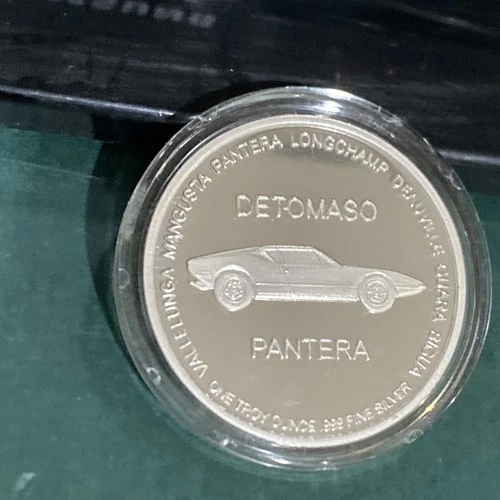 VALLELUNGA MANGUSTA PANTERA LONGCHAMP DEAUVILLE GUARA BIGUA
DETOMASO
PANTERA
ONE TROY OUNCE .999 FINE SILVER